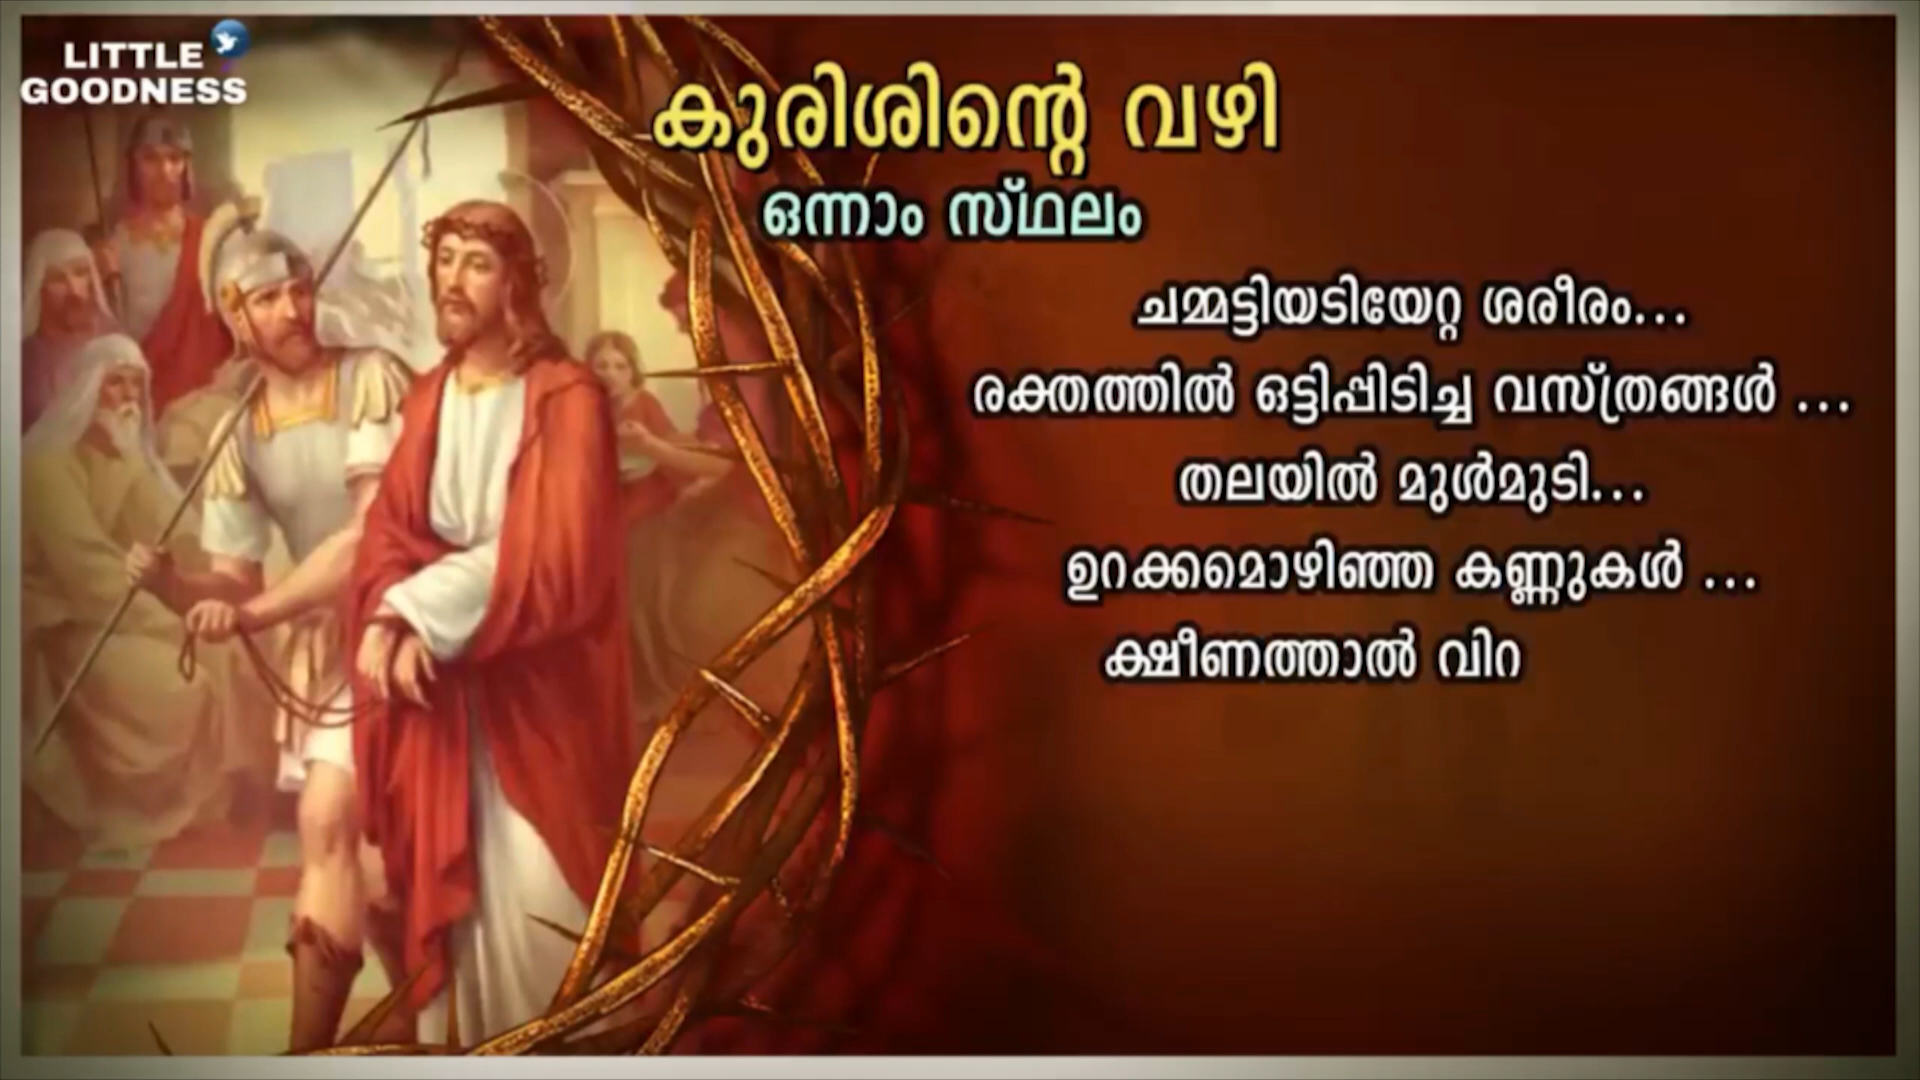 LITTLE
GOODNESS
കുരിശിന്റെ വഴി
ഒന്നാം സ്ഥലം
ചമ്മട്ടിയടിയേറ്റ ശരീരം...
രക്തത്തിൽ ഒട്ടിപ്പിടിച്ച വസ്ത്രങ്ങൾ ...
തലയിൽ മുൾമുടി...
ഉറക്കമൊഴിഞ്ഞ കണ്ണുകൾ ...
ക്ഷീണത്താൽ വിറ